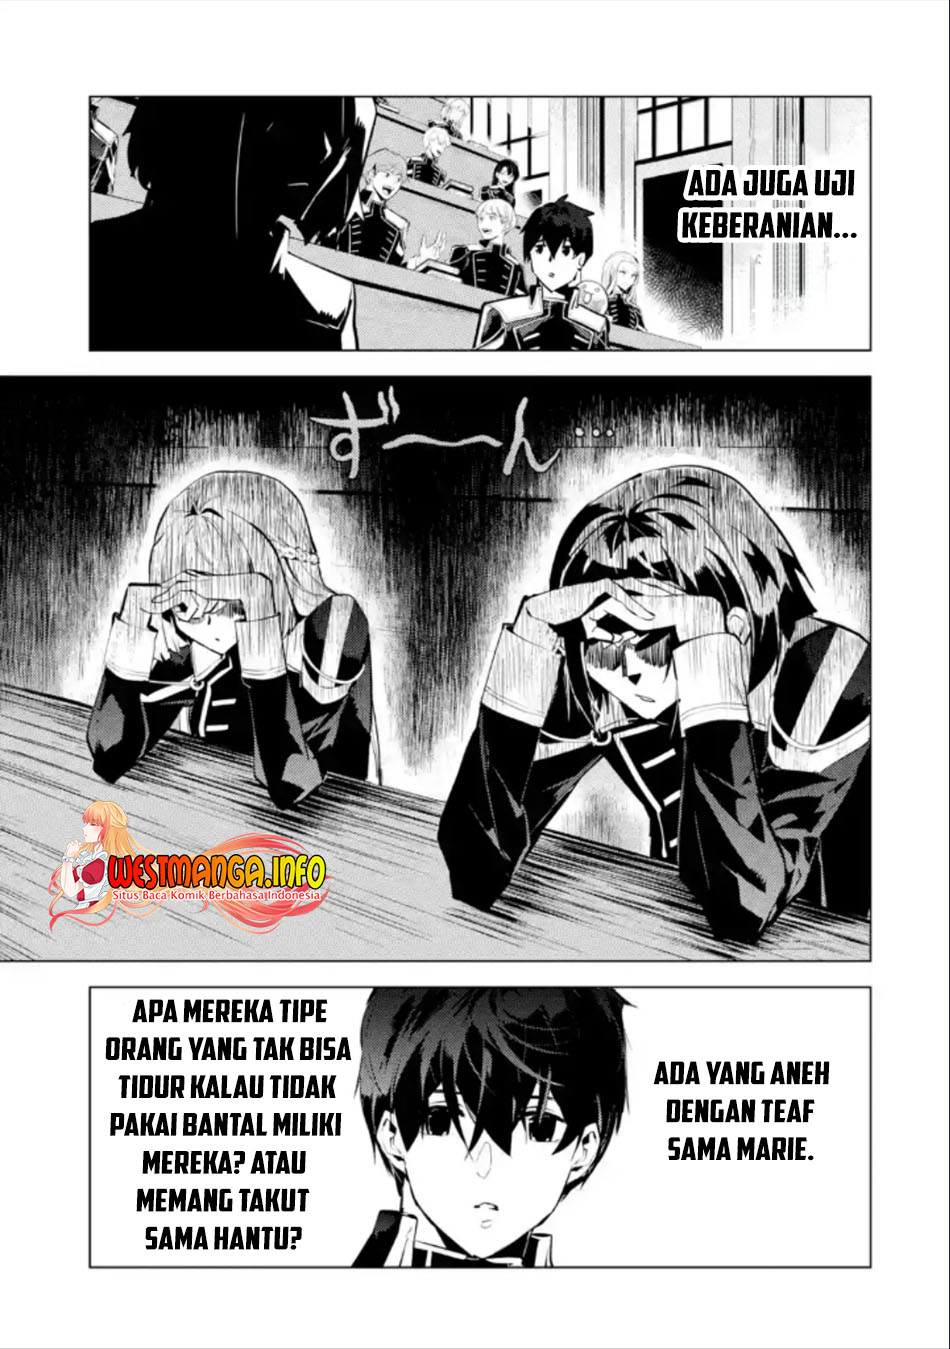 ADA JUGA UJI
KEBERANIAN...
ずーん...
WESTMANGA.INFO
Situs Baca Komik Berbahasa Indonesia
ADA YANG ANEH
DENGAN TEAF
SAMA MARIE.
APA MEREKA TIPE
ORANG YANG TAK BISA
TIDUR KALAU TIDAK
PAKAI BANTAL MILIKI
MEREKA? ATAU
MEMANG TAKUT
SAMA HANTU?